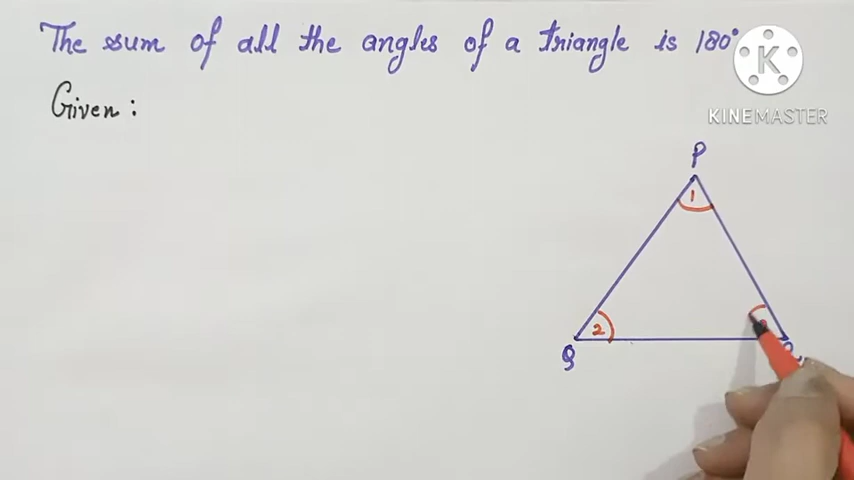 The sum of all the angles of a triangle is 180°
K
KINEMASTER
Given :
P
1
2
Q